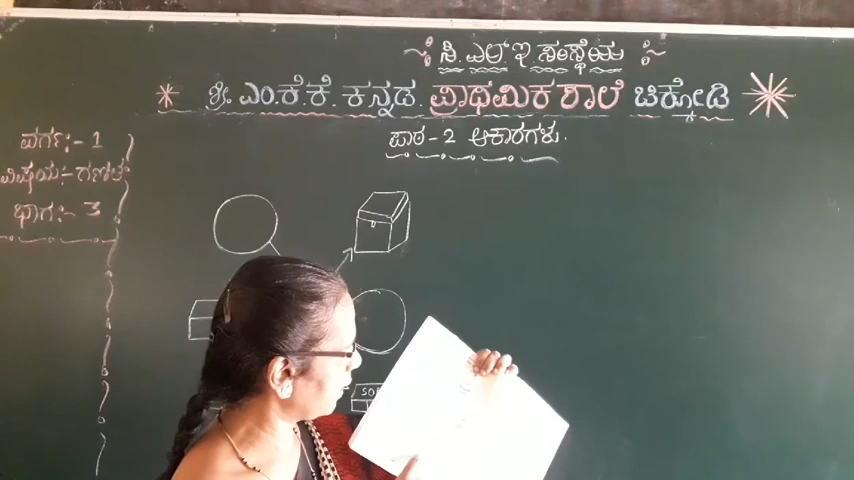 ಸಿ.ಎಲ್.ಇ ಸಂಸ್ಥೆಯ
ಶ್ರೀ ಎಂ.ಕೆ.ಕೆ ಕನ್ನಡ ಪ್ರಾಥಮಿಕ ಶಾಲೆ ಚಿಕ್ಕೋಡಿ
ಪಾಠ-2 ಆಕಾರಗಳು.
ವರ್ಗ:- 1
ವಿಷಯ:- ಗಣಿತ
ಭಾಗ:- 3